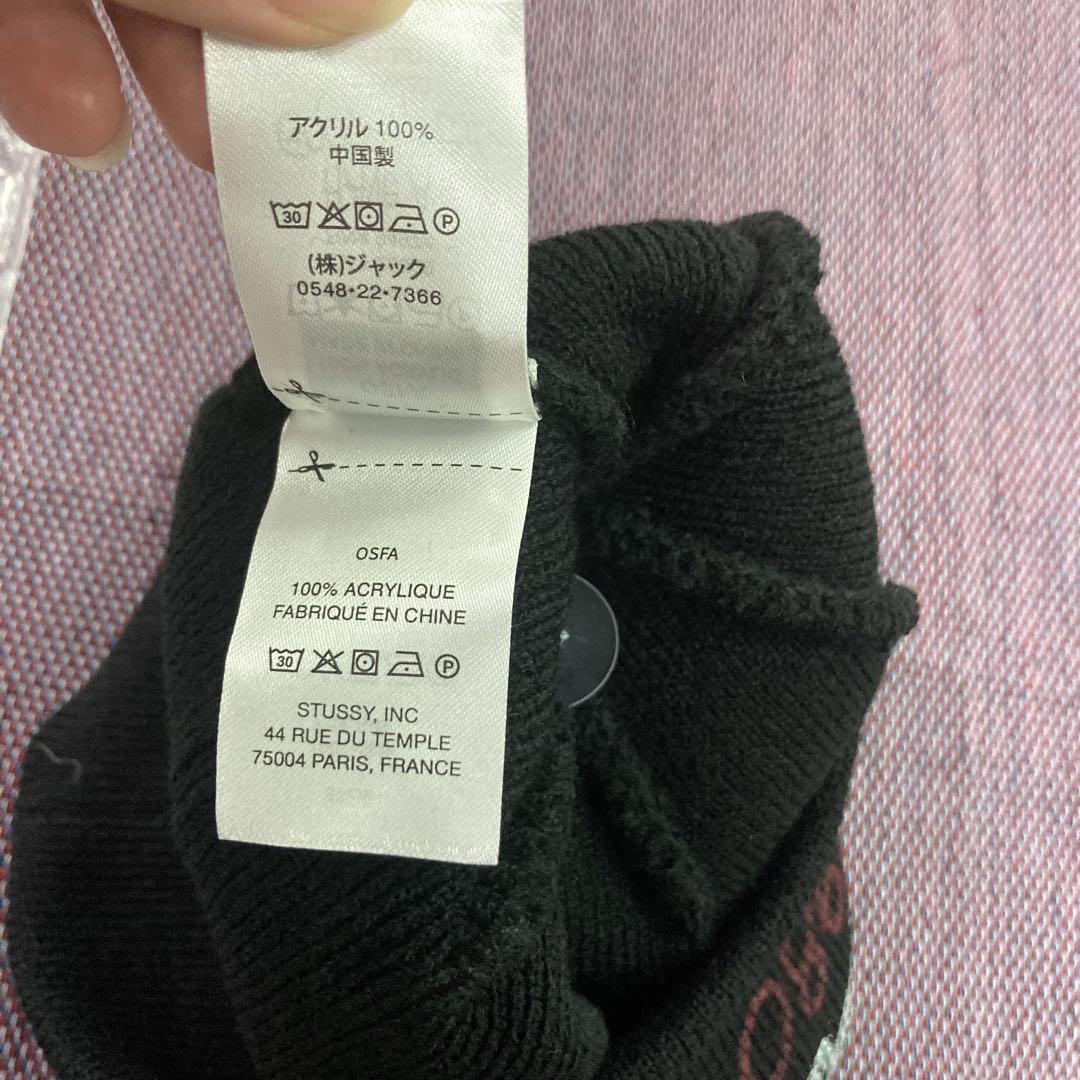 アクリル 100%
中国製
30 P
(株)ジャック
0548・22・7366
OSFA
100% ACRYLIQUE
FABRIQUÉ EN CHINE
30 P
STUSSY, INC
44 RUE DU TEMPLE
75004 PARIS, FRANCE